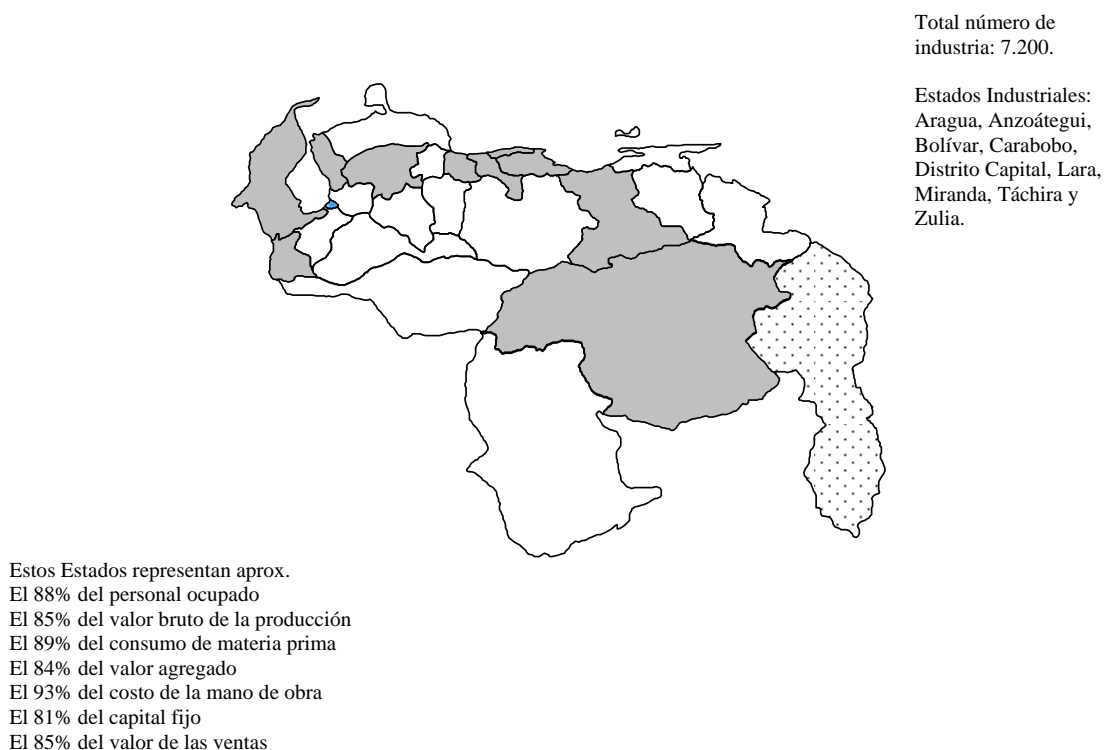 Total número de
industria: 7.200.
Estados Industriales:
Aragua, Anzoátegui,
Bolívar, Carabobo,
Distrito Capital, Lara,
Miranda, Táchira y
Zulia.
Estos Estados representan aprox.
El 88% del personal ocupado
El 85% del valor bruto de la producción
El 89% del consumo de materia prima
El 84% del valor agregado
El 93% del costo de la mano de obra
El 81% del capital fijo
El 85% del valor de las ventas